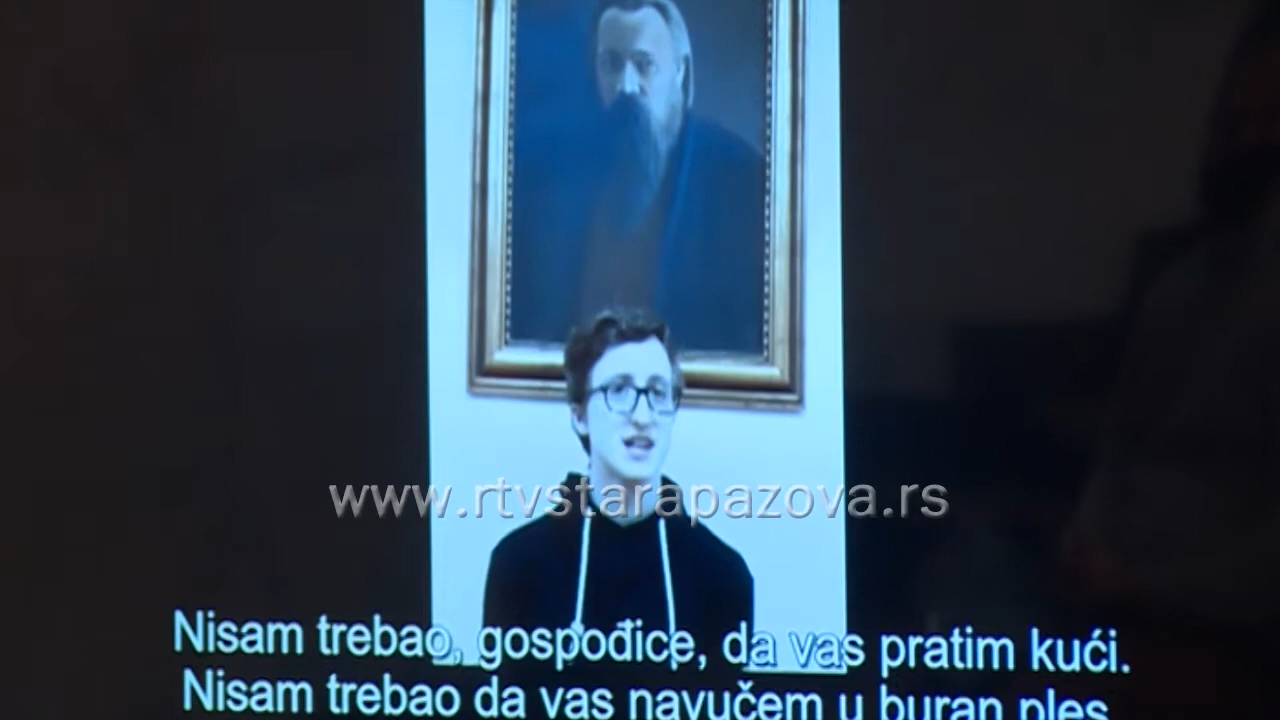 www.rtvstarapazova.rs
Nisam trebao, gospođice, da vas pratim kući.
Nisam trebao da vas navučem u buran ples